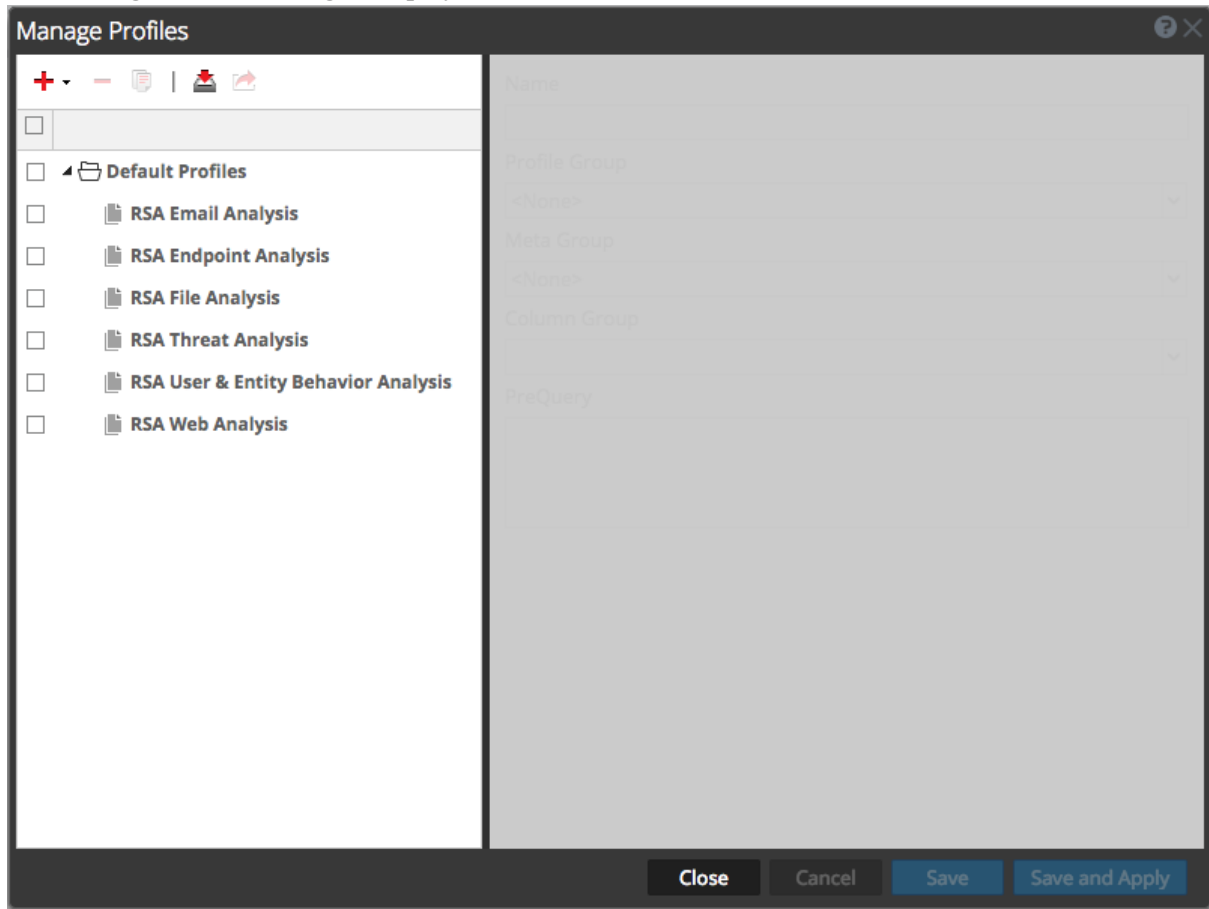 Manage Profiles
Name
Profile Group
<None>
Meta Group
<None>
Column Group
PreQuery
Default Profiles
RSA Email Analysis
RSA Endpoint Analysis
RSA File Analysis
RSA Threat Analysis
RSA User & Entity Behavior Analysis
RSA Web Analysis
Close
Cancel
Save
Save and Apply